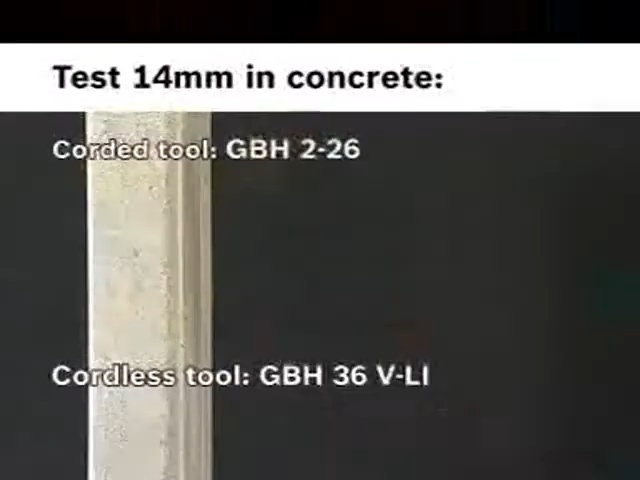 Test 14mm in concrete:
Corded tool: GBH 2-26
Cordless tool: GBH 36 V-LI